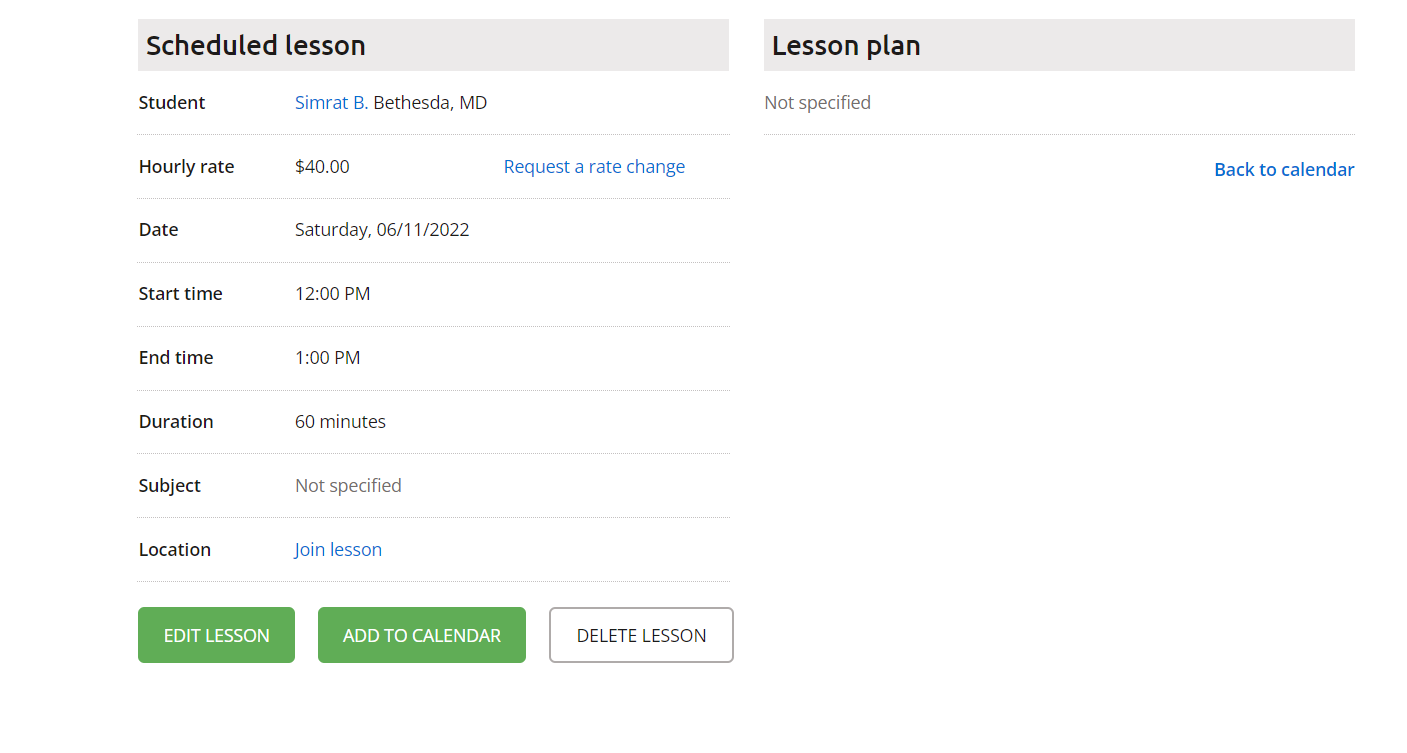 Scheduled lesson
Student Simrat B. Bethesda, MD
Hourly rate $40.00 Request a rate change
Date Saturday, 06/11/2022
Start time 12:00 PM
End time 1:00 PM
Duration 60 minutes
Subject Not specified
Location Join lesson
EDIT LESSON ADD TO CALENDAR DELETE LESSON
Lesson plan
Not specified
Back to calendar